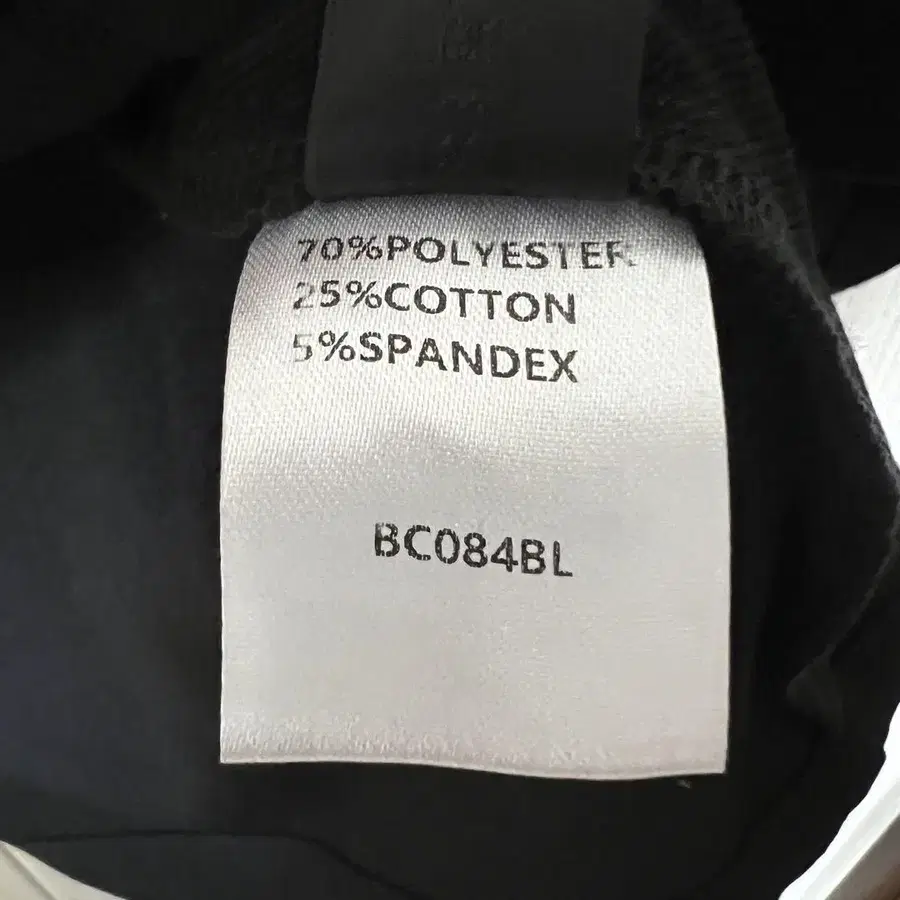 70%POLYESTER
25%COTTON
5%SPANDEX
BC084BL